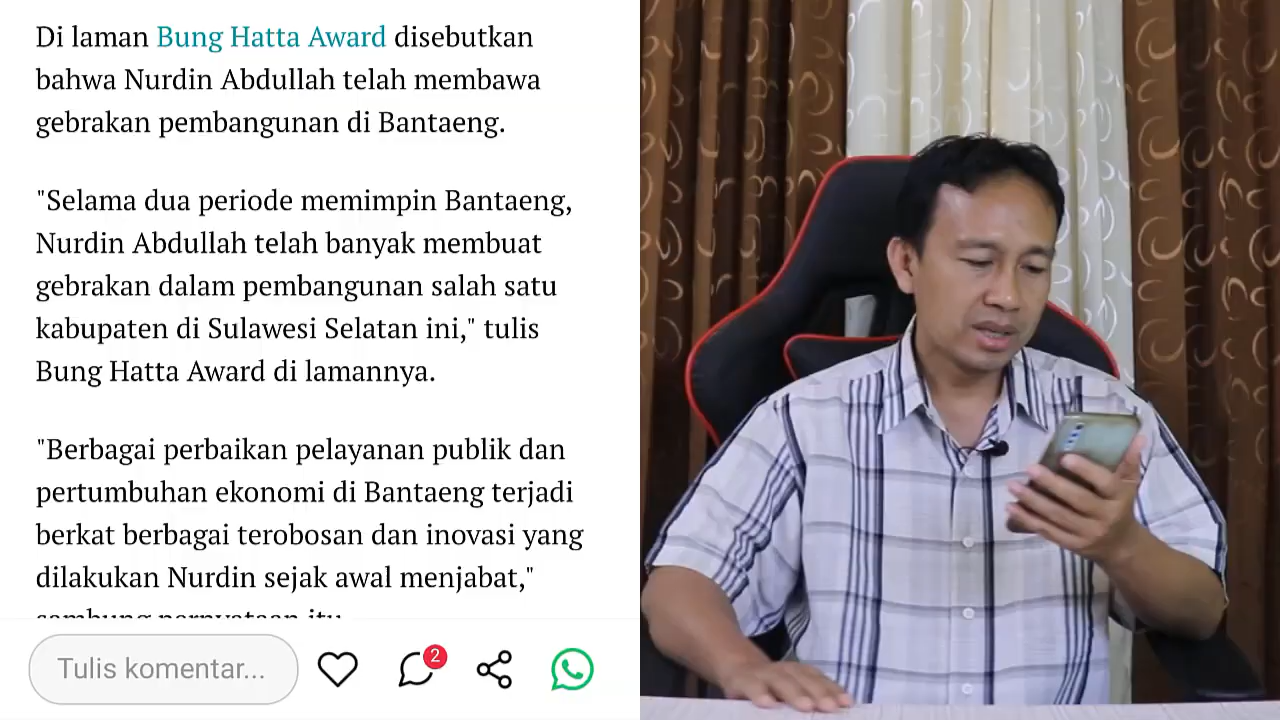 Di laman Bung Hatta Award disebutkan
bahwa Nurdin Abdullah telah membawa
gebrakan pembangunan di Bantaeng.
"Selama dua periode memimpin Bantaeng,
Nurdin Abdullah telah banyak membuat
gebrakan dalam pembangunan salah satu
kabupaten di Sulawesi Selatan ini," tulis
Bung Hatta Award di lamannya.
"Berbagai perbaikan pelayanan publik dan
pertumbuhan ekonomi di Bantaeng terjadi
berkat berbagai terobosan dan inovasi yang
dilakukan Nurdin sejak awal menjabat,"
sambung pernyataan itu.
Tulis komentar...
2